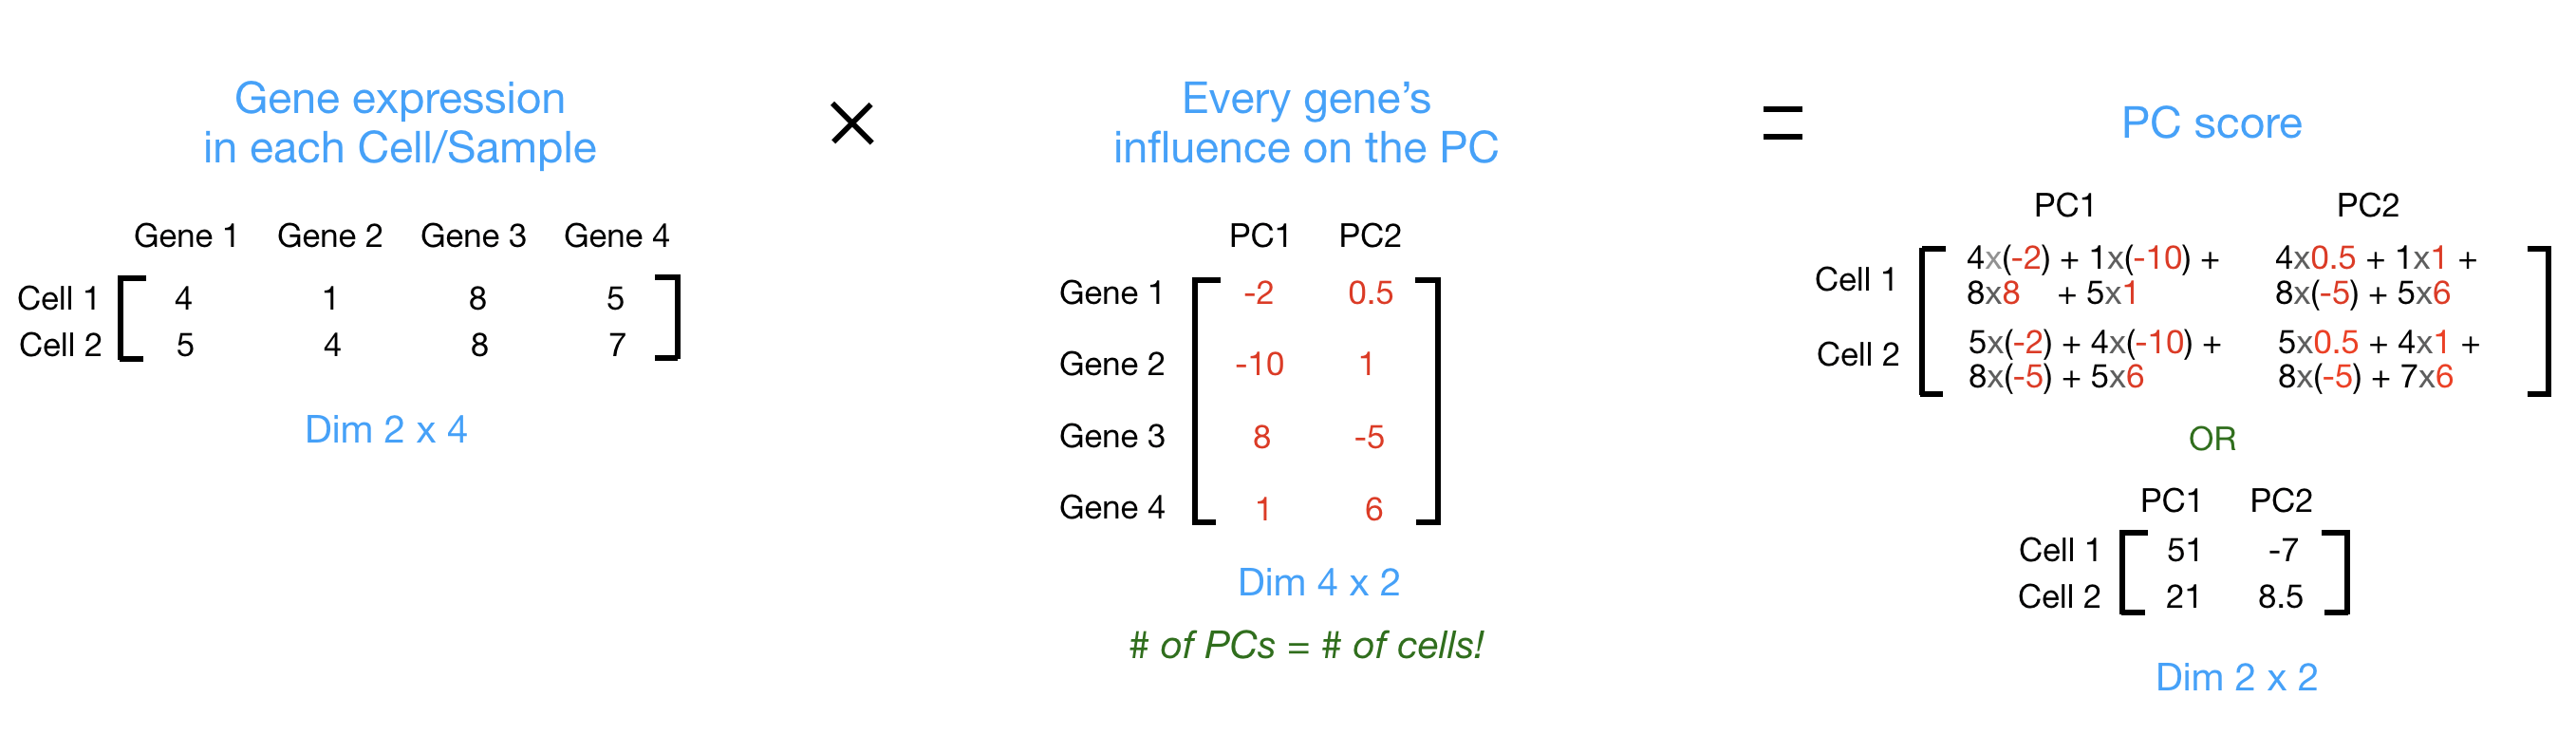 Gene expression
in each Cell/Sample
×
Every gene’s
influence on the PC
=
PC score
Gene 1 Gene 2 Gene 3 Gene 4
Cell 1 4 1 8 5
Cell 2 5 4 8 7
Dim 2 x 4
PC1 PC2
Gene 1 -2 0.5
Gene 2 -10 1
Gene 3 8 -5
Gene 4 1 6
Dim 4 x 2
# of PCs = # of cells!
PC1 PC2
Cell 1
4x(-2) + 1x(-10) +
8x8 + 5x1
4x0.5 + 1x1 +
8x(-5) + 5x6
Cell 2
5x(-2) + 4x(-10) +
8x(-5) + 5x6
5x0.5 + 4x1 +
8x(-5) + 7x6
OR
PC1 PC2
Cell 1 51 -7
Cell 2 21 8.5
Dim 2 x 2